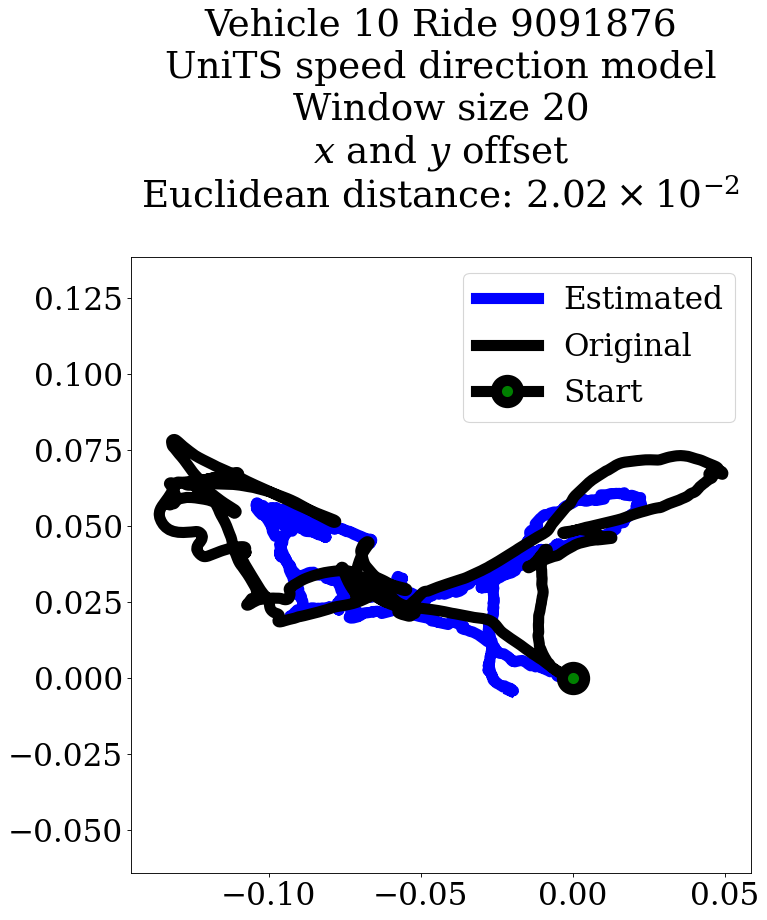 Vehicle 10 Ride 9091876
UniTS speed direction model
Window size 20
x and y offset
Euclidean distance: 2.02 × 10⁻²
Estimated
Original
Start
0.125
0.100
0.075
0.050
0.025
0.000
−0.025
−0.050
−0.10 −0.05 0.00 0.05